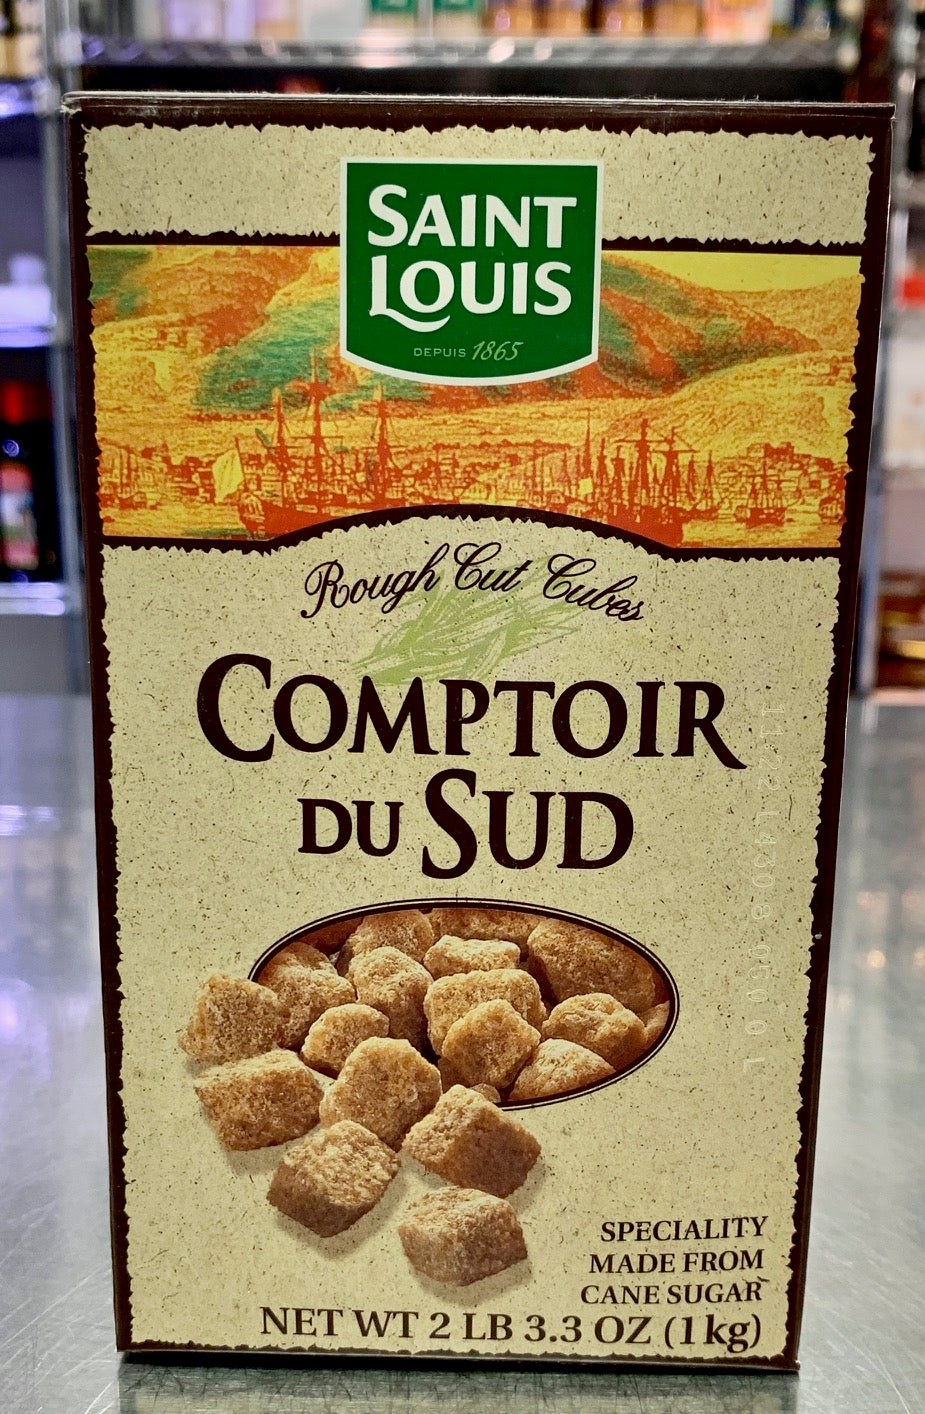 SAINT
LOUIS
DEPUIS 1865
Rough Cut Cubes
COMPTOIR
DU SUD
SPECIALITY
MADE FROM
CANE SUGAR
NET WT 2 LB 3.3 OZ (1kg)